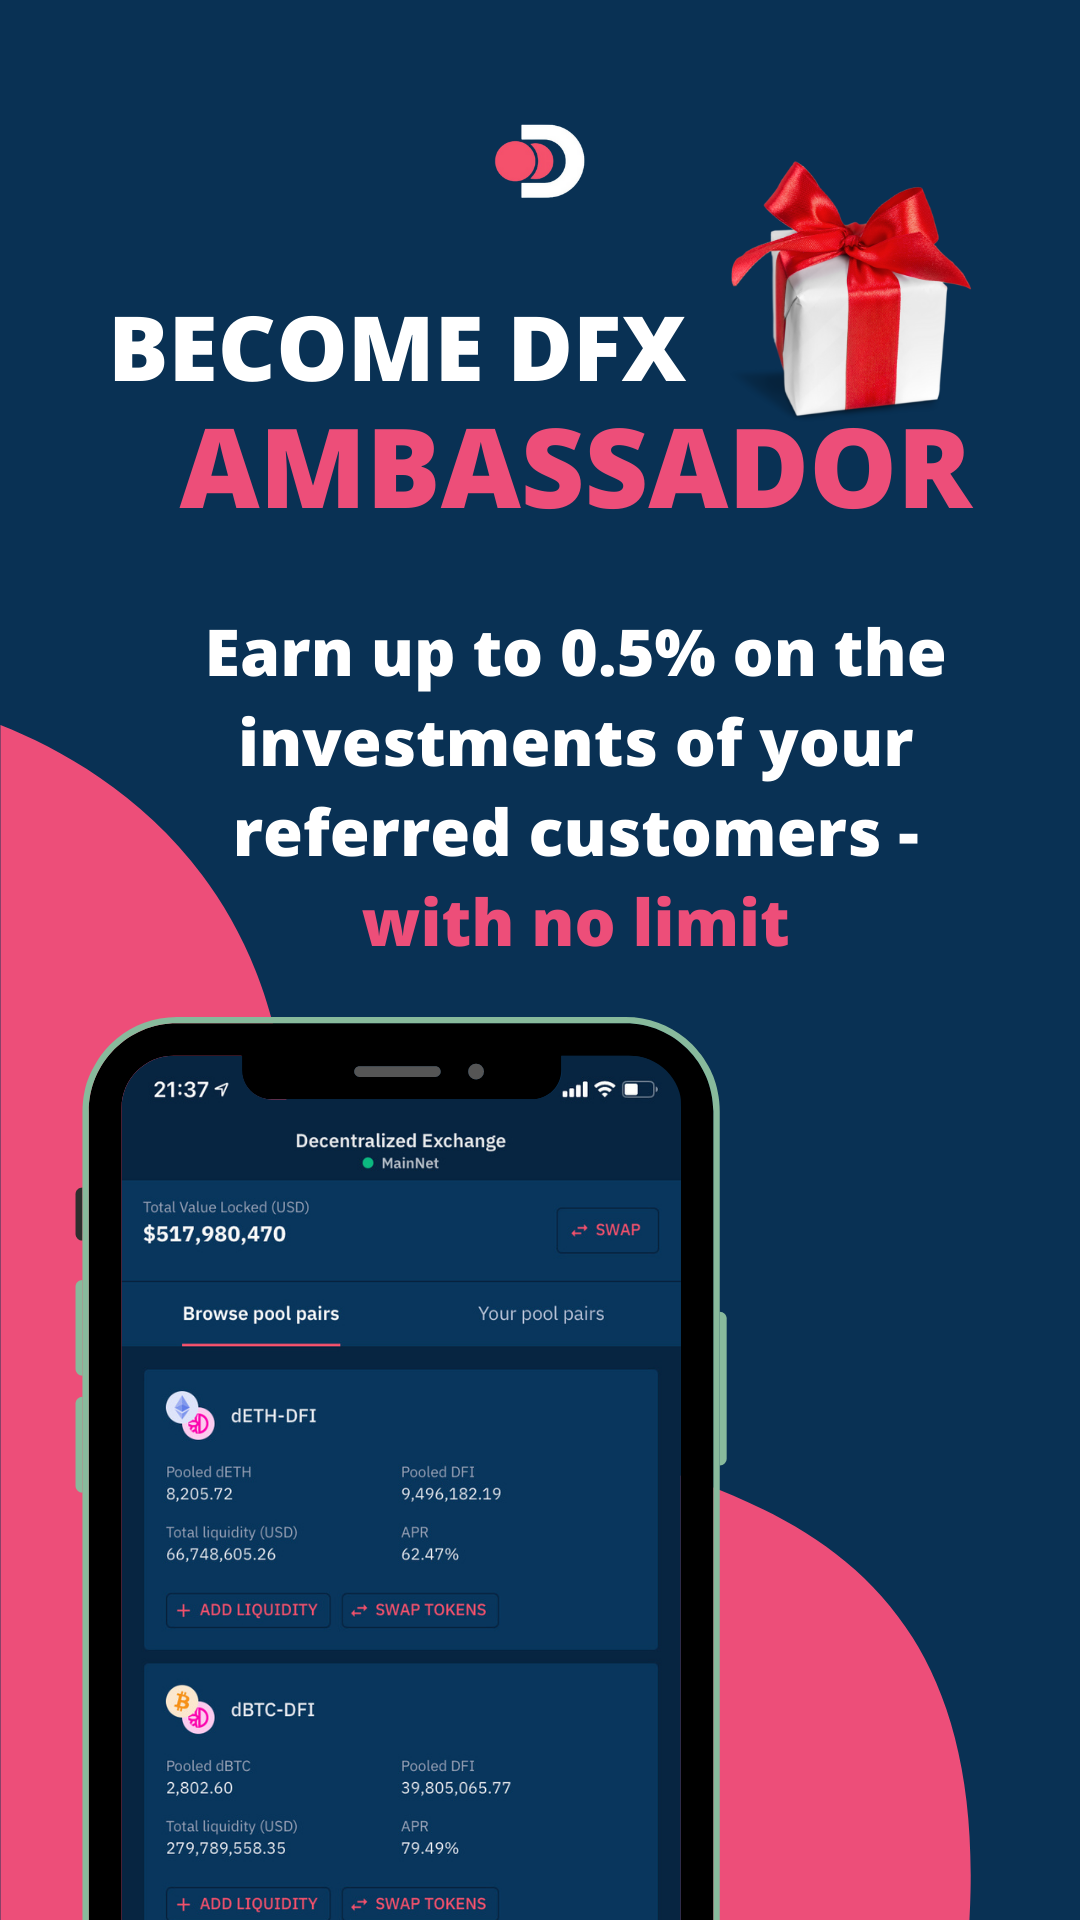 BECOME DFX
AMBASSADOR
Earn up to 0.5% on the
investments of your
referred customers -
with no limit
21:37
Decentralized Exchange
MainNet
Total Value Locked (USD)
$517,980,470
SWAP
Browse pool pairs
Your pool pairs
dETH-DFI
Pooled dETH
Pooled DFI
8,205.72
9,496,182.19
Total liquidity (USD)
APR
66,748,605.26
62.47%
+ ADD LIQUIDITY
SWAP TOKENS
dBTC-DFI
Pooled dBTC
Pooled DFI
2,802.60
39,805,065.77
Total liquidity (USD)
APR
279,789,558.35
79.49%
+ ADD LIQUIDITY
SWAP TOKENS